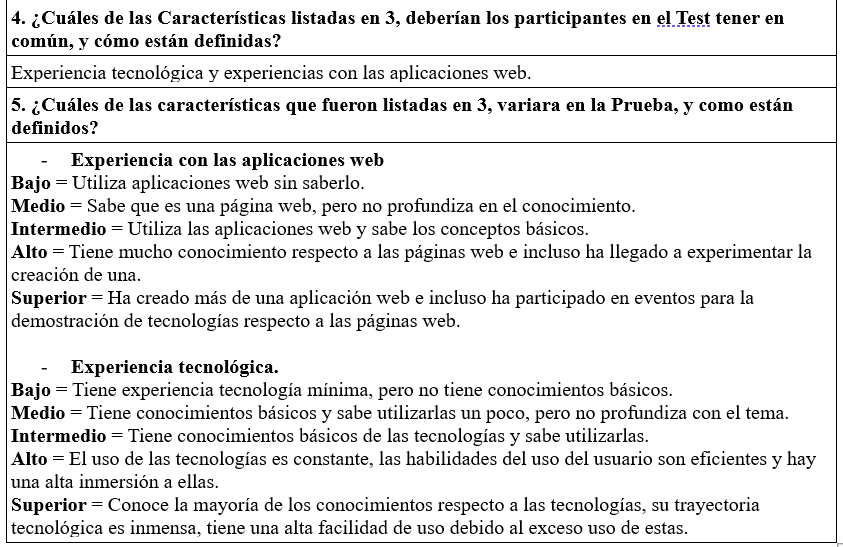 4. ¿Cuáles de las Características listadas en 3, deberían los participantes en el Test tener en
común, y cómo están definidas?
Experiencia tecnológica y experiencias con las aplicaciones web.
5. ¿Cuáles de las características que fueron listadas en 3, variara en la Prueba, y como están
definidos?
- Experiencia con las aplicaciones web
Bajo = Utiliza aplicaciones web sin saberlo.
Medio = Sabe que es una página web, pero no profundiza en el conocimiento.
Intermedio = Utiliza las aplicaciones web y sabe los conceptos básicos.
Alto = Tiene mucho conocimiento respecto a las páginas web e incluso ha llegado a experimentar la
creación de una.
Superior = Ha creado más de una aplicación web e incluso ha participado en eventos para la
demostración de tecnologías respecto a las páginas web.
- Experiencia tecnológica.
Bajo = Tiene experiencia tecnología mínima, pero no tiene conocimientos básicos.
Medio = Tiene conocimientos básicos y sabe utilizarlas un poco, pero no profundiza con el tema.
Intermedio = Tiene conocimientos básicos de las tecnologías y sabe utilizarlas.
Alto = El uso de las tecnologías es constante, las habilidades del uso del usuario son eficientes y hay
una alta inmersión a ellas.
Superior = Conoce la mayoría de los conocimientos respecto a las tecnologías, su trayectoria
tecnológica es inmensa, tiene una alta facilidad de uso debido al exceso uso de estas.